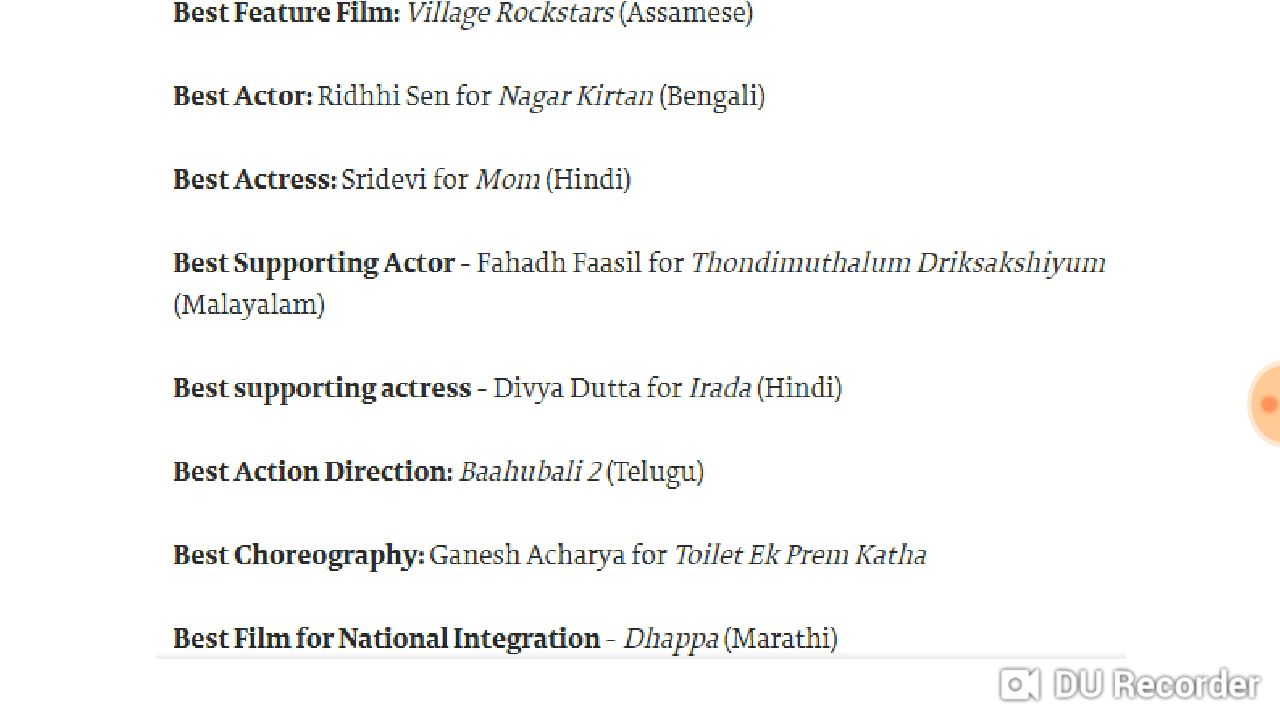 Best Feature Film: Village Rockstars (Assamese)
Best Actor: Ridhhi Sen for Nagar Kirtan (Bengali)
Best Actress: Sridevi for Mom (Hindi)
Best Supporting Actor - Fahadh Faasil for Thondimuthalum Driksakshiyum
(Malayalam)
Best supporting actress - Divya Dutta for Irada (Hindi)
Best Action Direction: Baahubali 2 (Telugu)
Best Choreography: Ganesh Acharya for Toilet Ek Prem Katha
Best Film for National Integration - Dhappa (Marathi)
DU Recorder